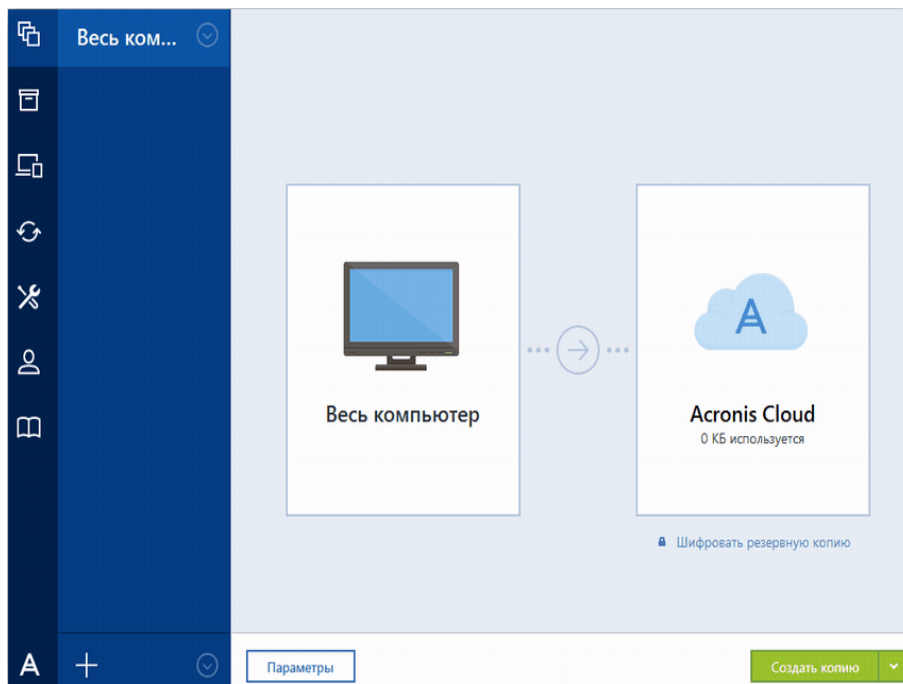 Весь ком...
Весь компьютер
Acronis Cloud
0 КБ используется
Шифровать резервную копию
Параметры
Создать копию